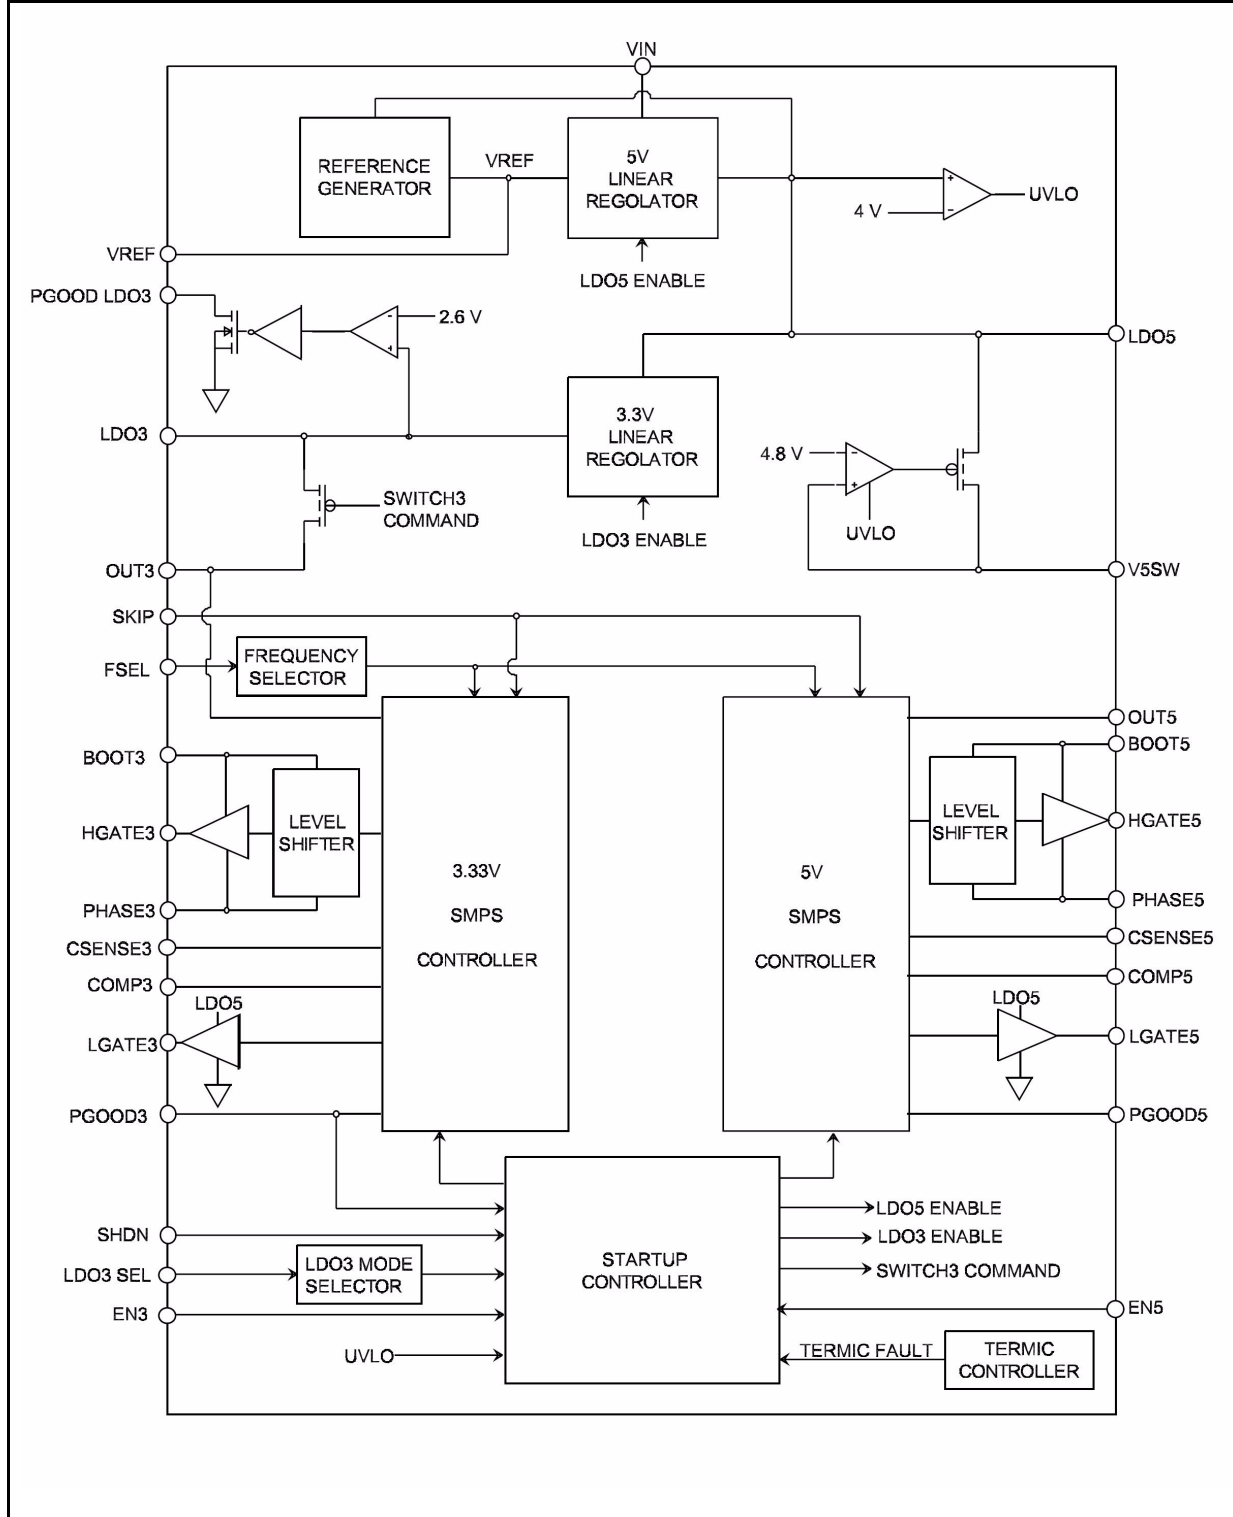 VIN
REFERENCE
GENERATOR
VREF
5V
LINEAR
REGOLATOR
4 V
+
-
UVLO
VREF
LDO5 ENABLE
PGOOD LDO3
-
+
2.6 V
LDO5
LDO3
3.3V
LINEAR
REGOLATOR
4.8 V
-
+
UVLO
SWITCH3
COMMAND
LDO3 ENABLE
OUT3
V5SW
SKIP
FSEL
FREQUENCY
SELECTOR
OUT5
BOOT3
BOOT5
HGATE3
LEVEL
SHIFTER
LEVEL
SHIFTER
HGATE5
3.33V
SMPS
CONTROLLER
5V
SMPS
CONTROLLER
PHASE3
PHASE5
CSENSE3
CSENSE5
COMP3
COMP5
LDO5
LDO5
LGATE3
LGATE5
PGOOD3
PGOOD5
SHDN
LDO3 SEL
LDO3 MODE
SELECTOR
EN3
UVLO
STARTUP
CONTROLLER
LDO5 ENABLE
LDO3 ENABLE
SWITCH3 COMMAND
EN5
TERMIC FAULT
TERMIC
CONTROLLER